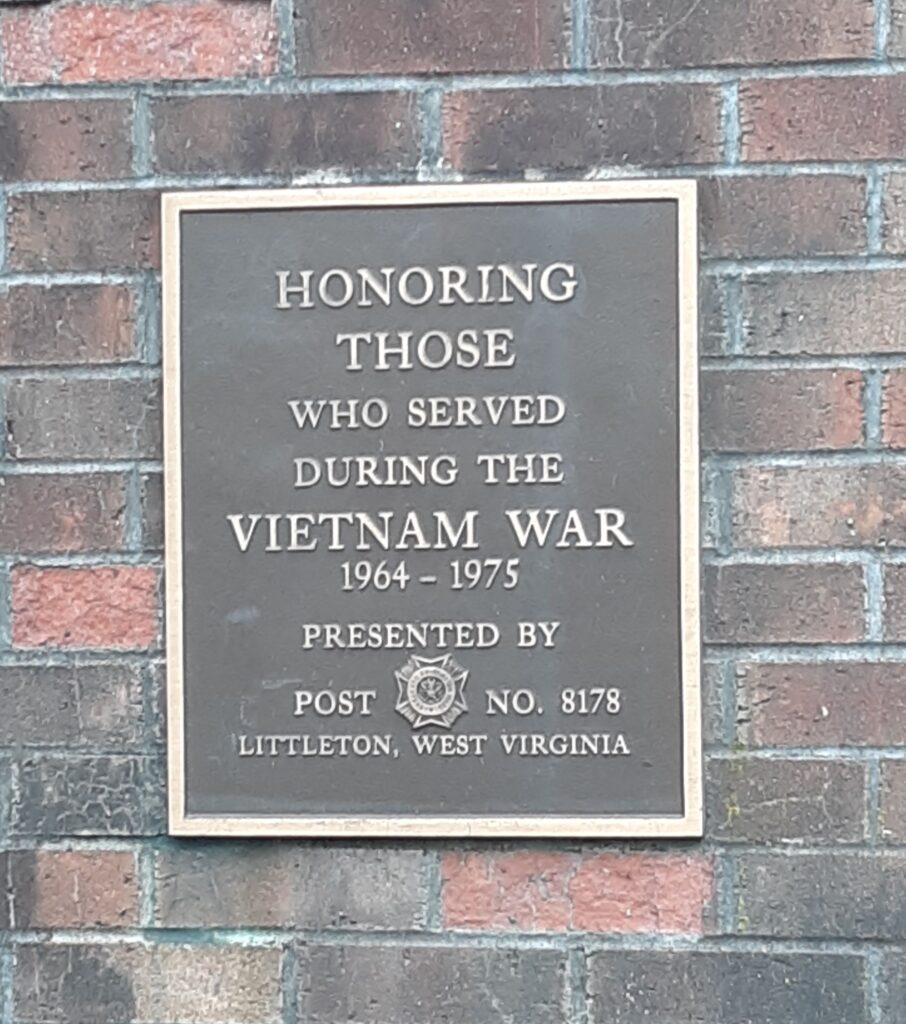 HONORING
THOSE
WHO SERVED
DURING THE
VIETNAM WAR
1964 – 1975
PRESENTED BY
POST NO. 8178
LITTLETON, WEST VIRGINIA